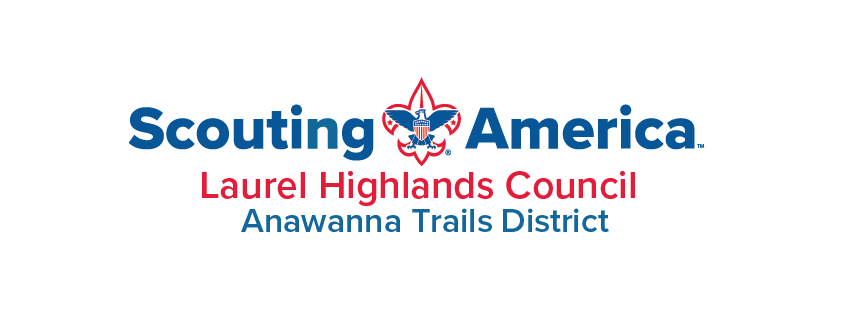 Scouting America™
®
Laurel Highlands Council
Anawanna Trails District